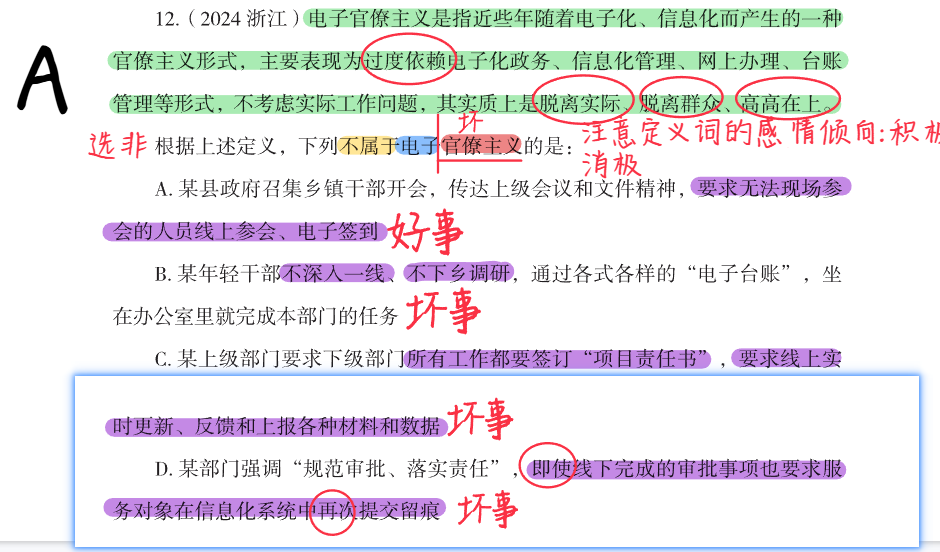 12.（2024 浙江）电子官僚主义是指近些年随着电子化、信息化而产生的一种
官僚主义形式，主要表现为过度依赖电子化政务、信息化管理、网上办理、台账
A
管理等形式，不考虑实际工作问题，其实质上是脱离实际、脱离群众、高高在上。
坏
选非
根据上述定义，下列不属于电子官僚主义的是：
注意定义词的感情倾向:积极
消极
A. 某县政府召集乡镇干部开会，传达上级会议和文件精神，要求无法现场参
会的人员线上参会、电子签到
好事
B. 某年轻干部不深入一线、不下乡调研，通过各式各样的“电子台账”，坐
在办公室里就完成本部门的任务
坏事
C. 某上级部门要求下级部门所有工作都要签订“项目责任书”，要求线上实
时更新、反馈和上报各种材料和数据
坏事
D. 某部门强调“规范审批、落实责任”，即使线下完成的审批事项也要求服
务对象在信息化系统中再次提交留痕
坏事